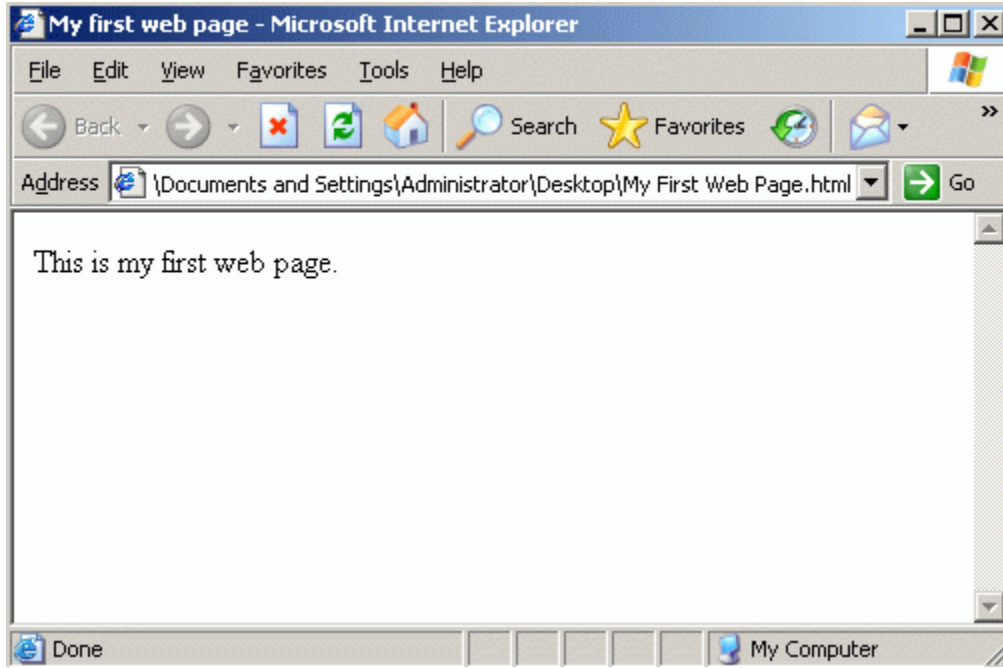 My first web page - Microsoft Internet Explorer
File Edit View Favorites Tools Help
Back Search Favorites »
Address \Documents and Settings\Administrator\Desktop\My First Web Page.html Go
This is my first web page.
Done My Computer